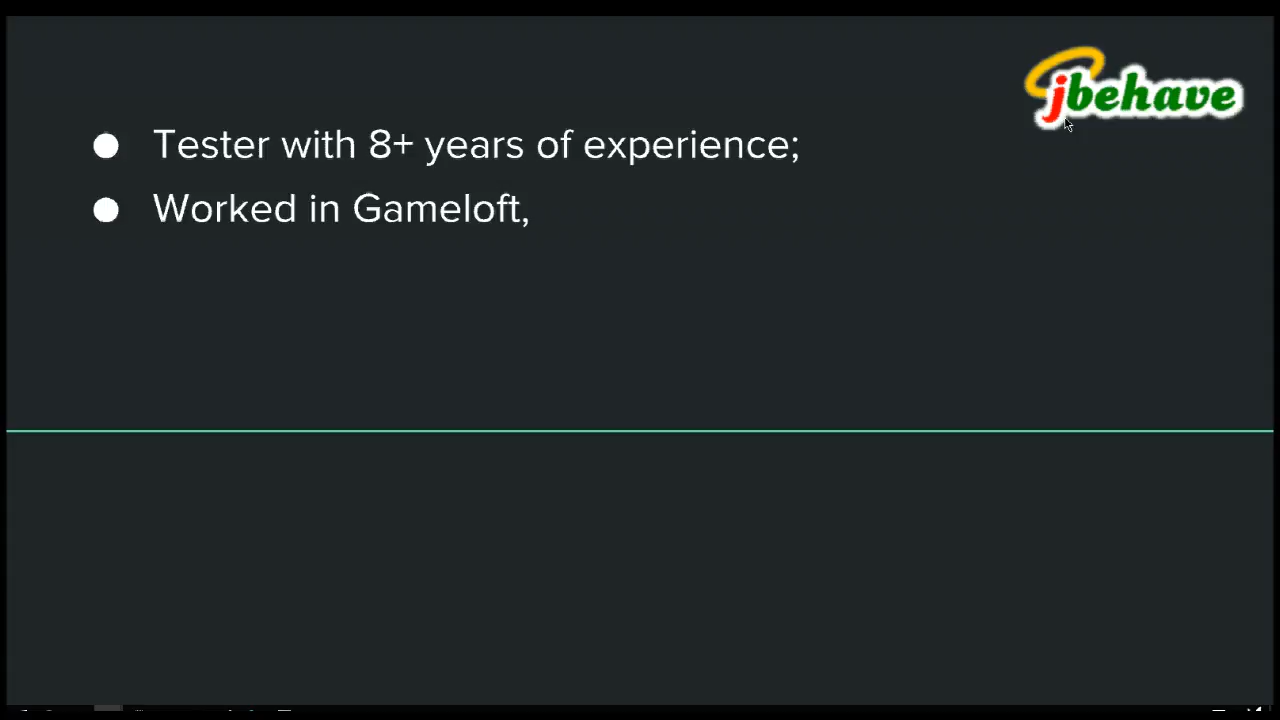 jbehave
● Tester with 8+ years of experience;
● Worked in Gameloft,